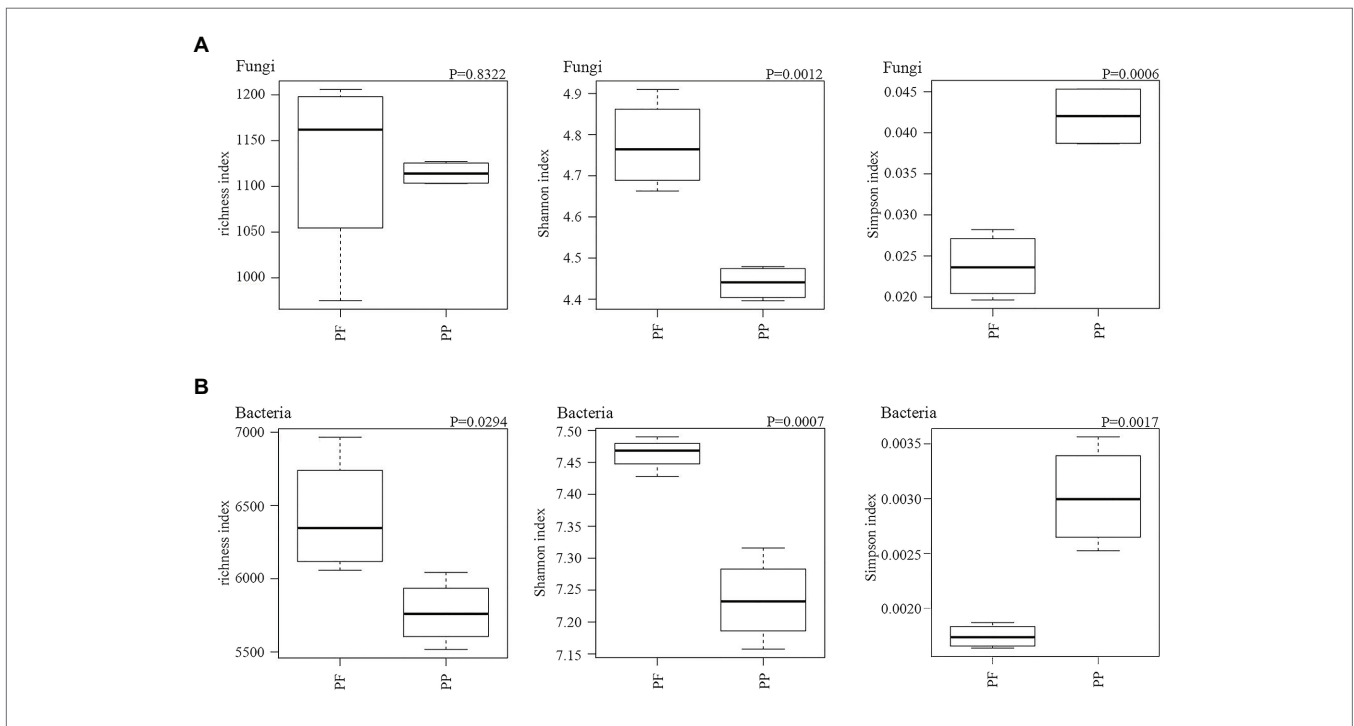 A
Fungi P=0.8322
richness index
1200
1150
1100
1050
1000
PF PP
Fungi P=0.0012
Shannon index
4.9
4.8
4.7
4.6
4.5
4.4
PF PP
Fungi P=0.0006
Simpson index
0.045
0.040
0.035
0.030
0.025
0.020
PF PP
B
Bacteria P=0.0294
richness index
7000
6500
6000
5500
PF PP
Bacteria P=0.0007
Shannon index
7.50
7.45
7.40
7.35
7.30
7.25
7.20
7.15
PF PP
Bacteria P=0.0017
Simpson index
0.0035
0.0030
0.0025
0.0020
PF PP